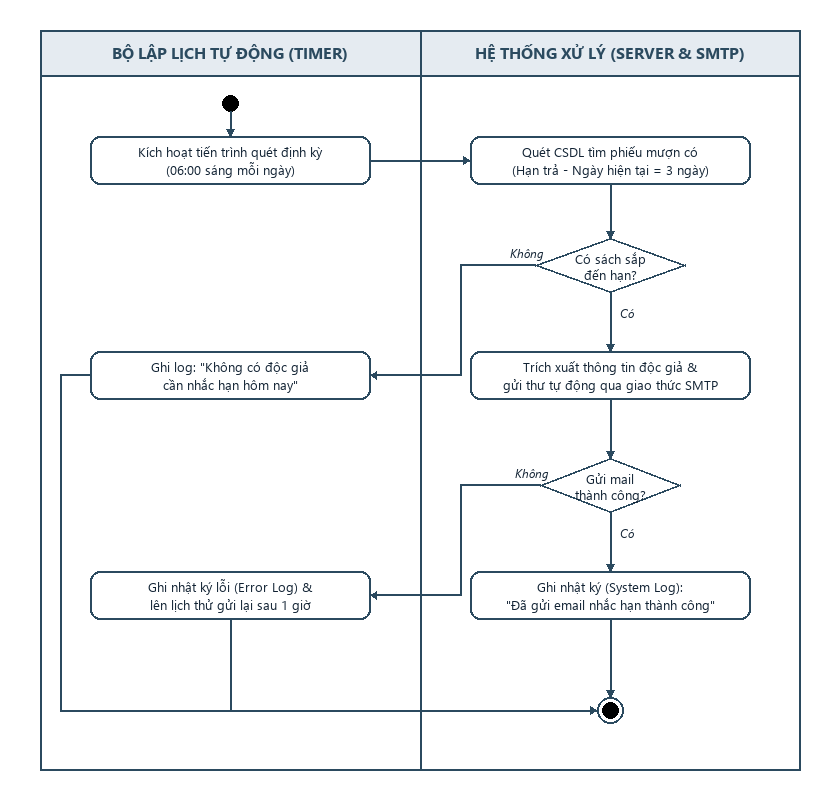 BỘ LẬP LỊCH TỰ ĐỘNG (TIMER)
HỆ THỐNG XỬ LÝ (SERVER & SMTP)
Kích hoạt tiến trình quét định kỳ
(06:00 sáng mỗi ngày)
Quét CSDL tìm phiếu mượn có
(Hạn trả - Ngày hiện tại = 3 ngày)
Không
Có sách sắp
đến hạn?
Có
Ghi log: "Không có độc giả
cần nhắc hạn hôm nay"
Trích xuất thông tin độc giả &
gửi thư tự động qua giao thức SMTP
Không
Gửi mail
thành công?
Có
Ghi nhật ký lỗi (Error Log) &
lên lịch thử gửi lại sau 1 giờ
Ghi nhật ký (System Log):
"Đã gửi email nhắc hạn thành công"